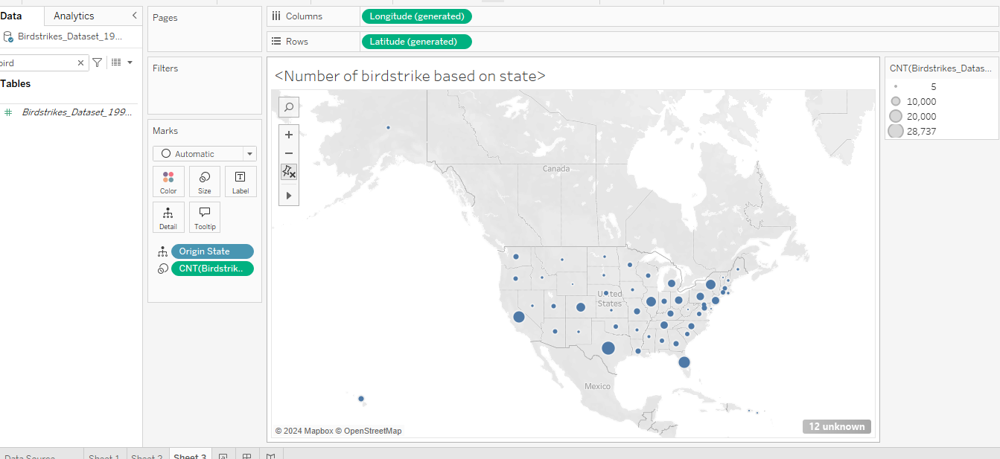 Data
Analytics
Birdstrikes_Dataset_19...
bird
Tables
Birdstrikes_Dataset_199...
Pages
Filters
Marks
Automatic
Color
Size
Label
Detail
Tooltip
Origin State
CNT(Birdstrik..
Columns
Longitude (generated)
Rows
Latitude (generated)
<Number of birdstrike based on state>
Canada
United
States
Mexico
© 2024 Mapbox © OpenStreetMap
12 unknown
CNT(Birdstrikes_Datas...
5
10,000
20,000
28,737
Data Source
Sheet 1
Sheet 2
Sheet 3